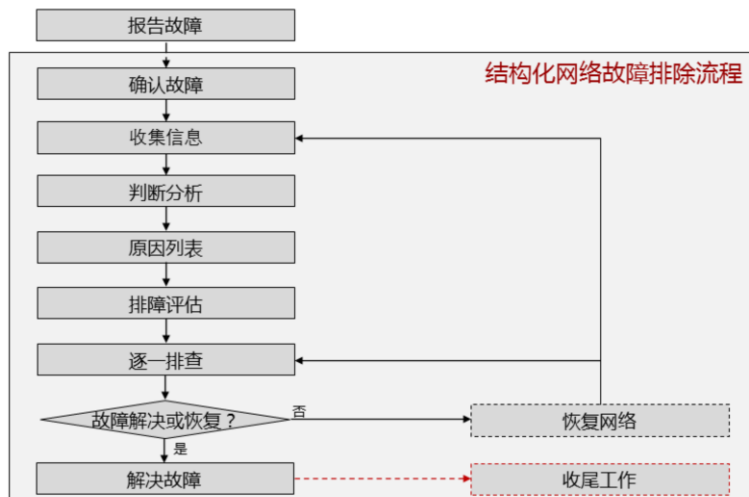 报告故障
结构化网络故障排除流程
确认故障
收集信息
判断分析
原因列表
排障评估
逐一排查
故障解决或恢复？
否
恢复网络
是
解决故障
收尾工作